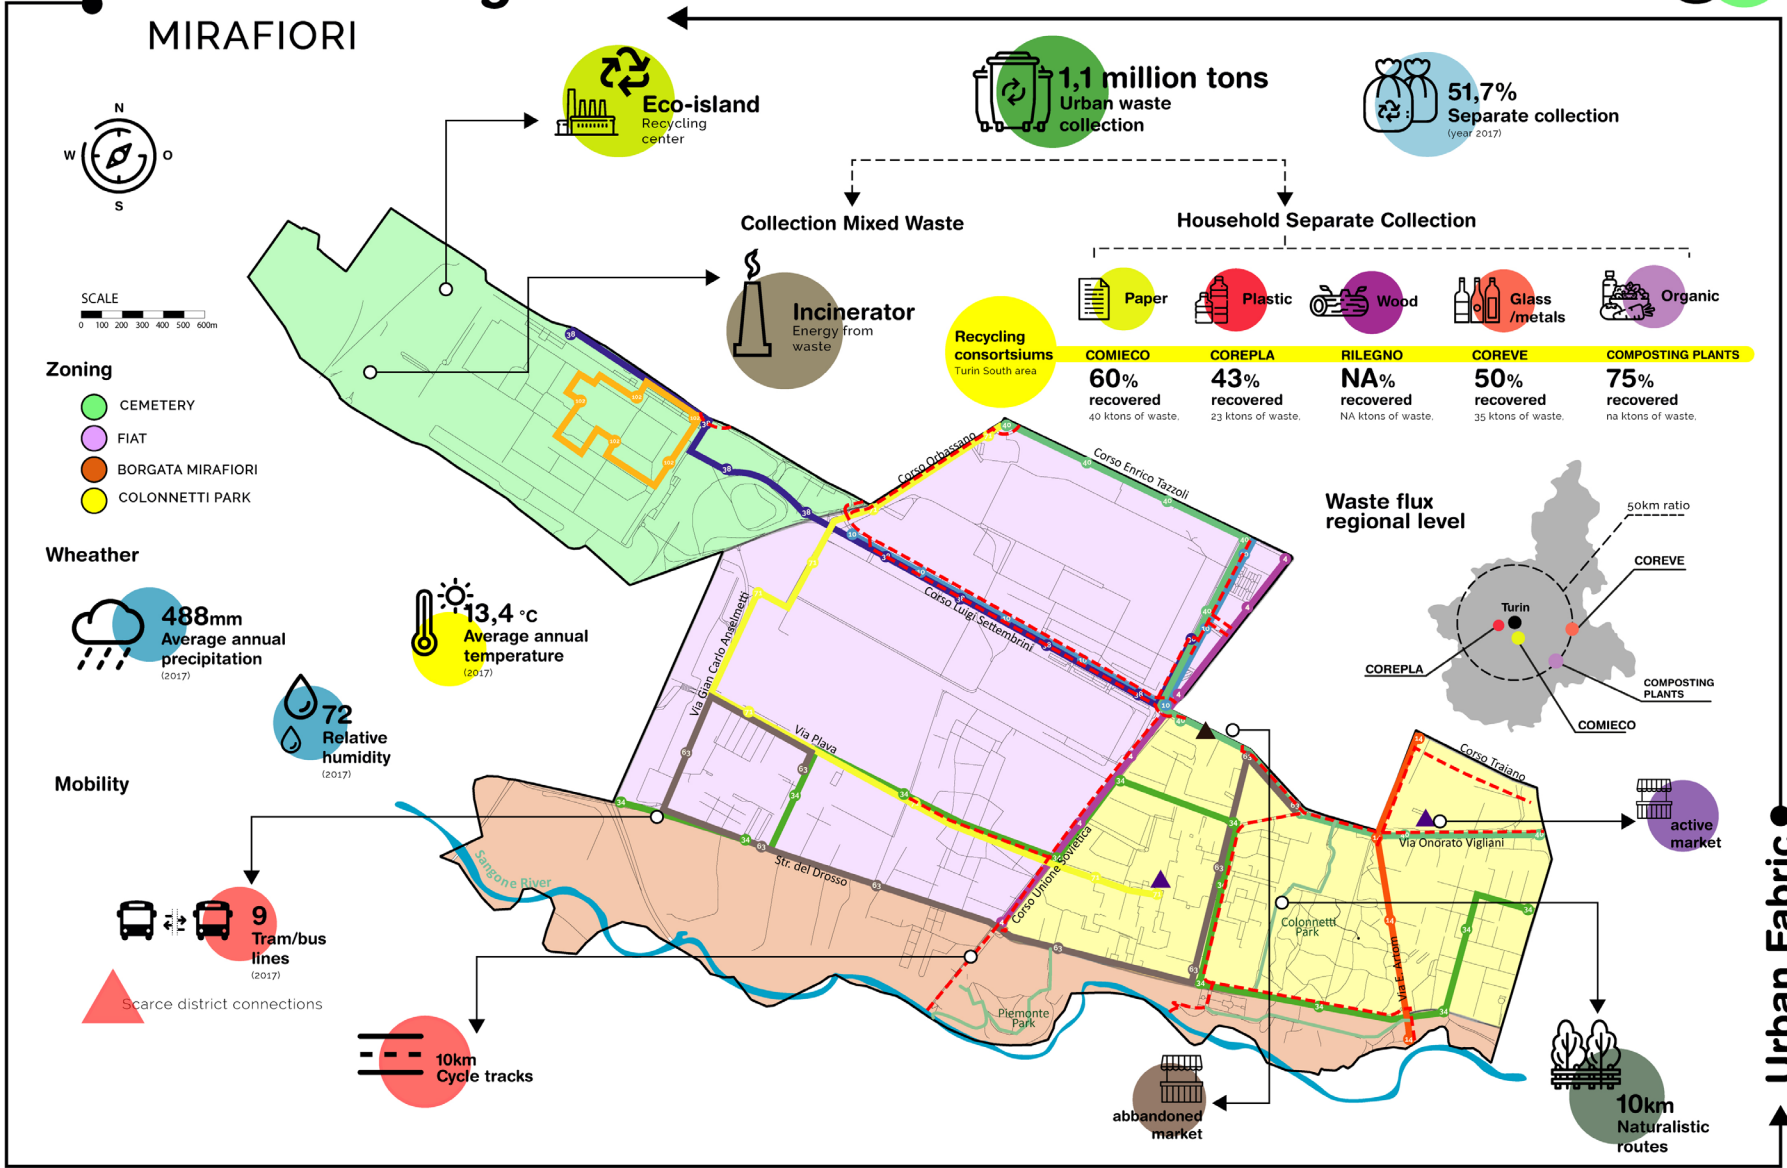 MIRAFIORI
N
W
O
S
SCALE
0 100 200 300 400 500 600m
Zoning
CEMETERY
FIAT
BORGATA MIRAFIORI
COLONNETTI PARK
Wheather
488mm
Average annual
precipitation
(2017)
13,4 °C
Average annual
temperature
(2017)
72
Relative
humidity
(2017)
Mobility
9
Tram/bus
lines
(2017)
Scarce district connections
10km
Cycle tracks
Eco-island
Recycling
center
1,1 million tons
Urban waste
collection
51,7%
Separate collection
(year 2017)
Collection Mixed Waste
Household Separate Collection
Incinerator
Energy from
waste
Paper
Plastic
Wood
Glass
/metals
Organic
Recycling
consortsiums
Turin South area
COMIECO
COREPLA
RILEGNO
COREVE
COMPOSTING PLANTS
60%
recovered
40 ktons of waste.
43%
recovered
23 ktons of waste.
NA%
recovered
NA ktons of waste.
50%
recovered
35 ktons of waste.
75%
recovered
na ktons of waste.
Waste flux
regional level
50km ratio
COREVE
Turin
COREPLA
COMPOSTING
PLANTS
COMIECO
Corso Orbassano
Corso Enrico Tazzoli
Corso Luigi Settembrini
Via Gian Carlo Anselmetti
Via Plava
Str. del Drosso
Corso Unione Sovietica
Sangone River
Corso Traiano
Via Onorato Vigliani
Colonnetti
Park
Via E. Artom
Piemonte
Park
active
market
abbandoned
market
10km
Naturalistic
routes
Urban Fabric